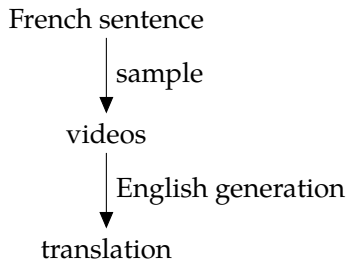 French sentence
sample
videos
English generation
translation